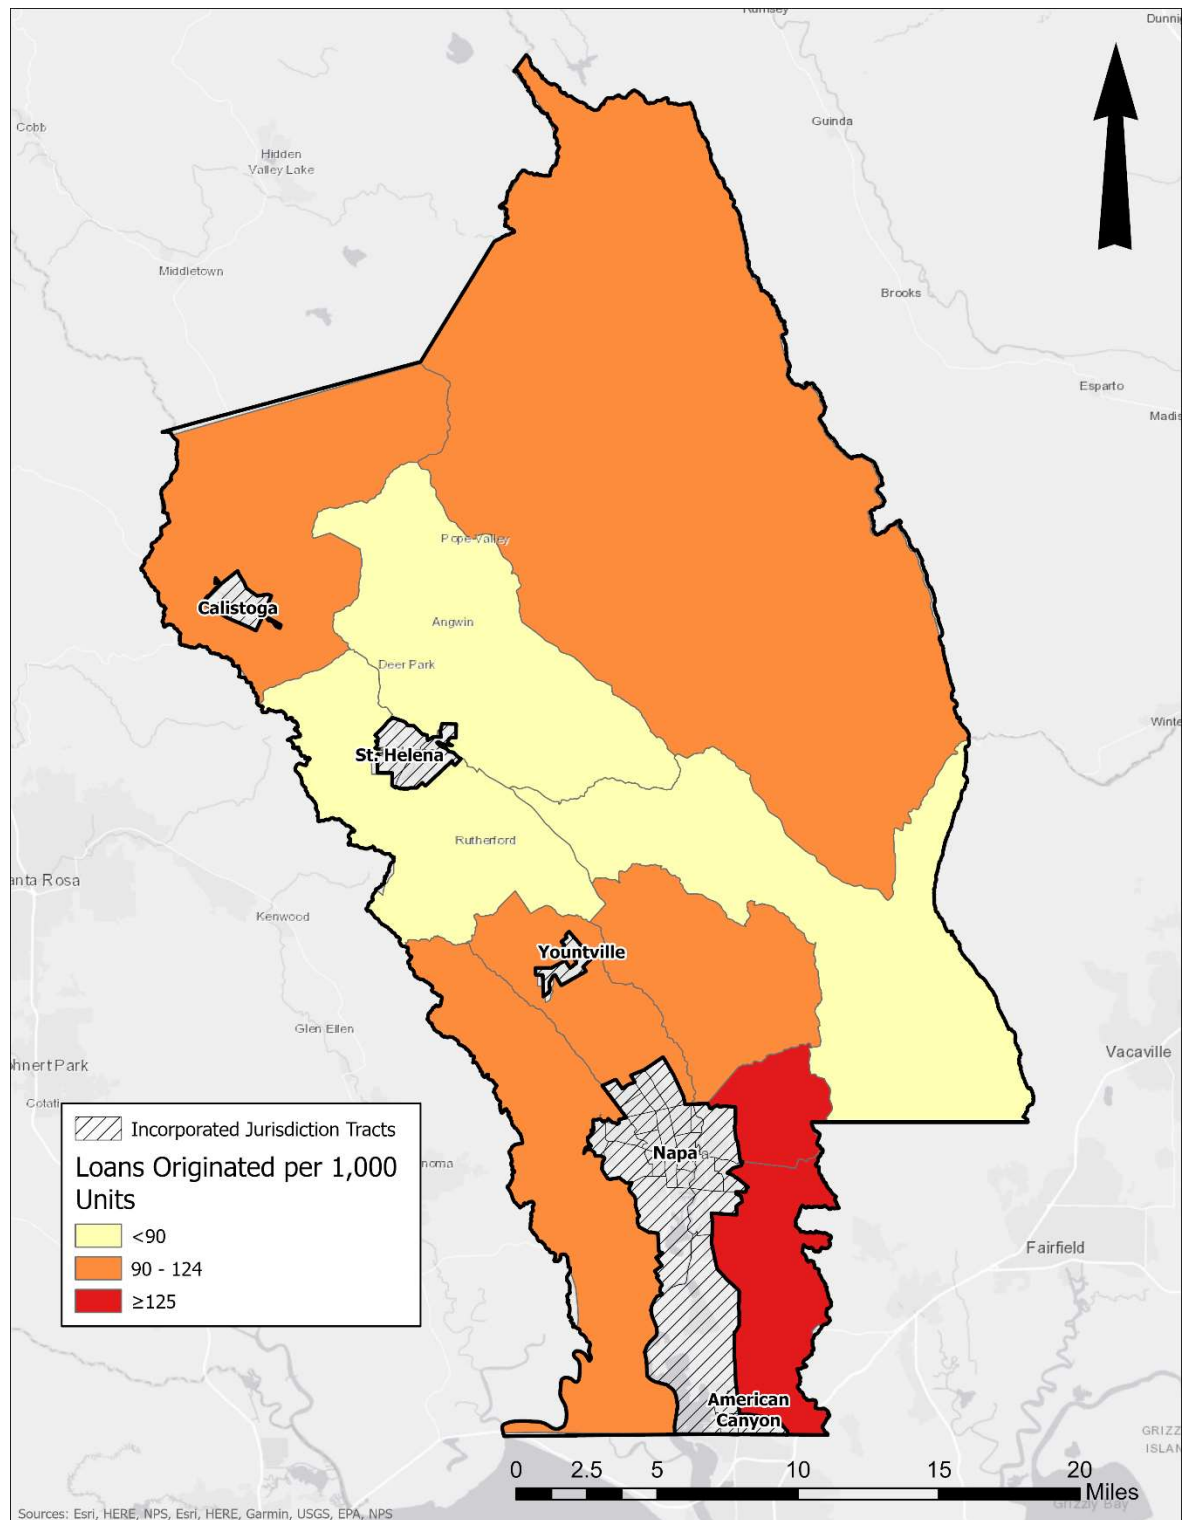 Rumsey
Dunni
Cobb
Guinda
Hidden
Valley Lake
Middletown
Brooks
Esparto
Madis
Pope Valley
Calistoga
Angwin
Deer Park
Winte
St. Helena
Rutherford
anta Rosa
Kenwood
Yountville
Glen Ellen
Vacaville
ohnert Park
Cotati
Incorporated Jurisdiction Tracts
Loans Originated per 1,000
Units
<90
90 - 124
≥125
noma
Napa a
Fairfield
American
Canyon
GRIZZ
ISLAN
0 2.5 5 10 15 20
Miles
Grizzly Bay
Sources: Esri, HERE, NPS, Esri, HERE, Garmin, USGS, EPA, NPS